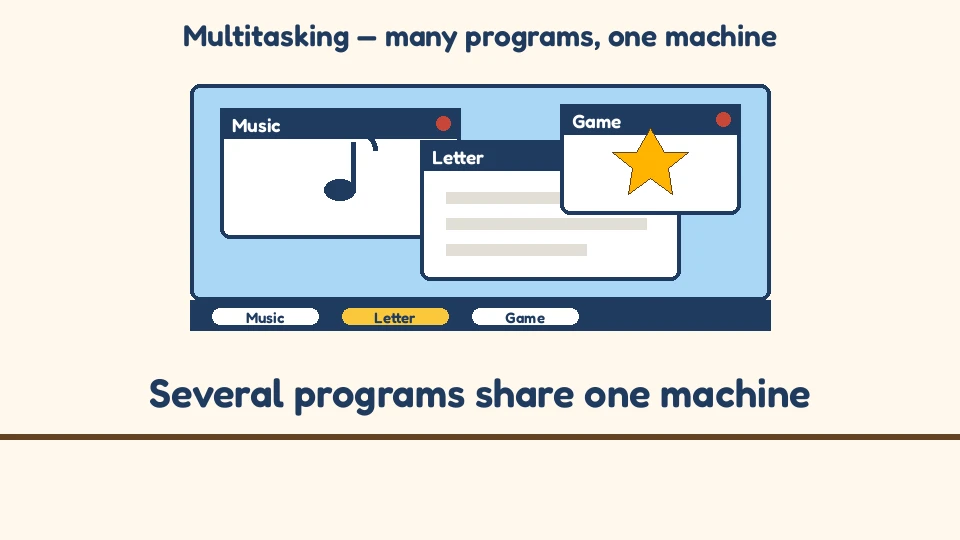 Multitasking — many programs, one machine
Music
Letter
Game
Music
Letter
Game
Several programs share one machine